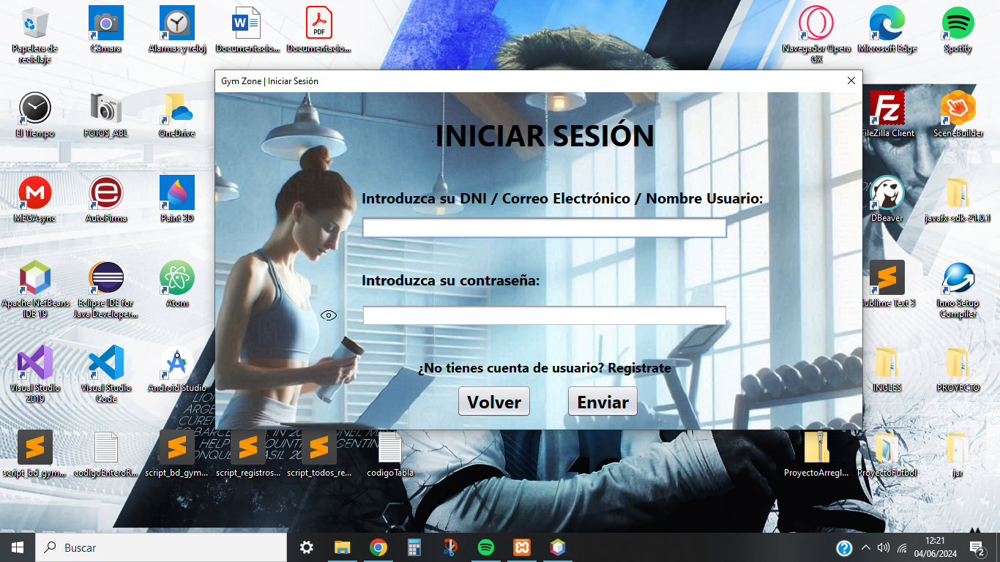 Papelera de
reciclaje
Cámara
Alarmas y reloj
Documentacio...
PDF
Documentacio...
Navegador Opera
GX
Microsoft Edge
Spotify
Gym Zone | Iniciar Sesión
El Tiempo
FOTOS_ABL
OneDrive
FileZilla Client
SceneBuilder
INICIAR SESIÓN
Introduzca su DNI / Correo Electrónico / Nombre Usuario:
MEGAsync
AutoFirma
Paint 3D
DBeaver
javafx-sdk-21.0.1
Introduzca su contraseña:
Apache NetBeans
IDE 19
Eclipse IDE for
Java Developer...
Atom
Sublime Text 3
Inno Setup
Compiler
¿No tienes cuenta de usuario? Registrate
Volver
Enviar
Visual Studio
2019
Visual Studio
Code
Android Studio
INGLES
PROYECTO
script_bd_gym...
codigoEnteroR...
script_bd_gym...
script_registros...
script_todos_re...
codigoTabla
ProyectoArregl...
ProyectoFutbol
jar
Buscar
12:21
04/06/2024
2